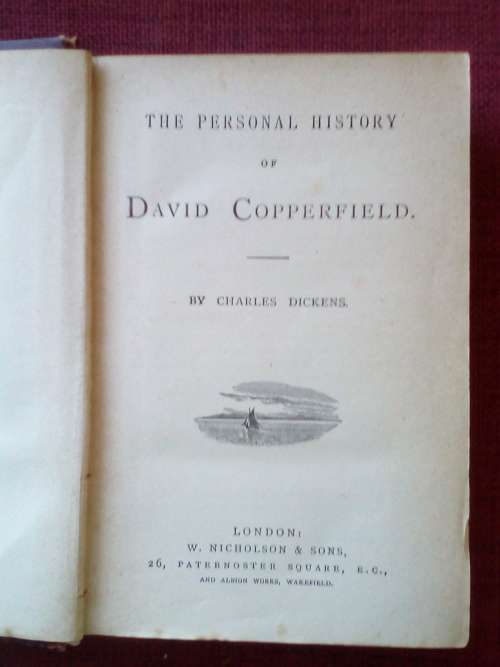 THE PERSONAL HISTORY
OF
DAVID COPPERFIELD.
BY CHARLES DICKENS.
LONDON:
W. NICHOLSON & SONS,
26, PATERNOSTER SQUARE, E.C.,
AND ALBION WORKS, WAKEFIELD.